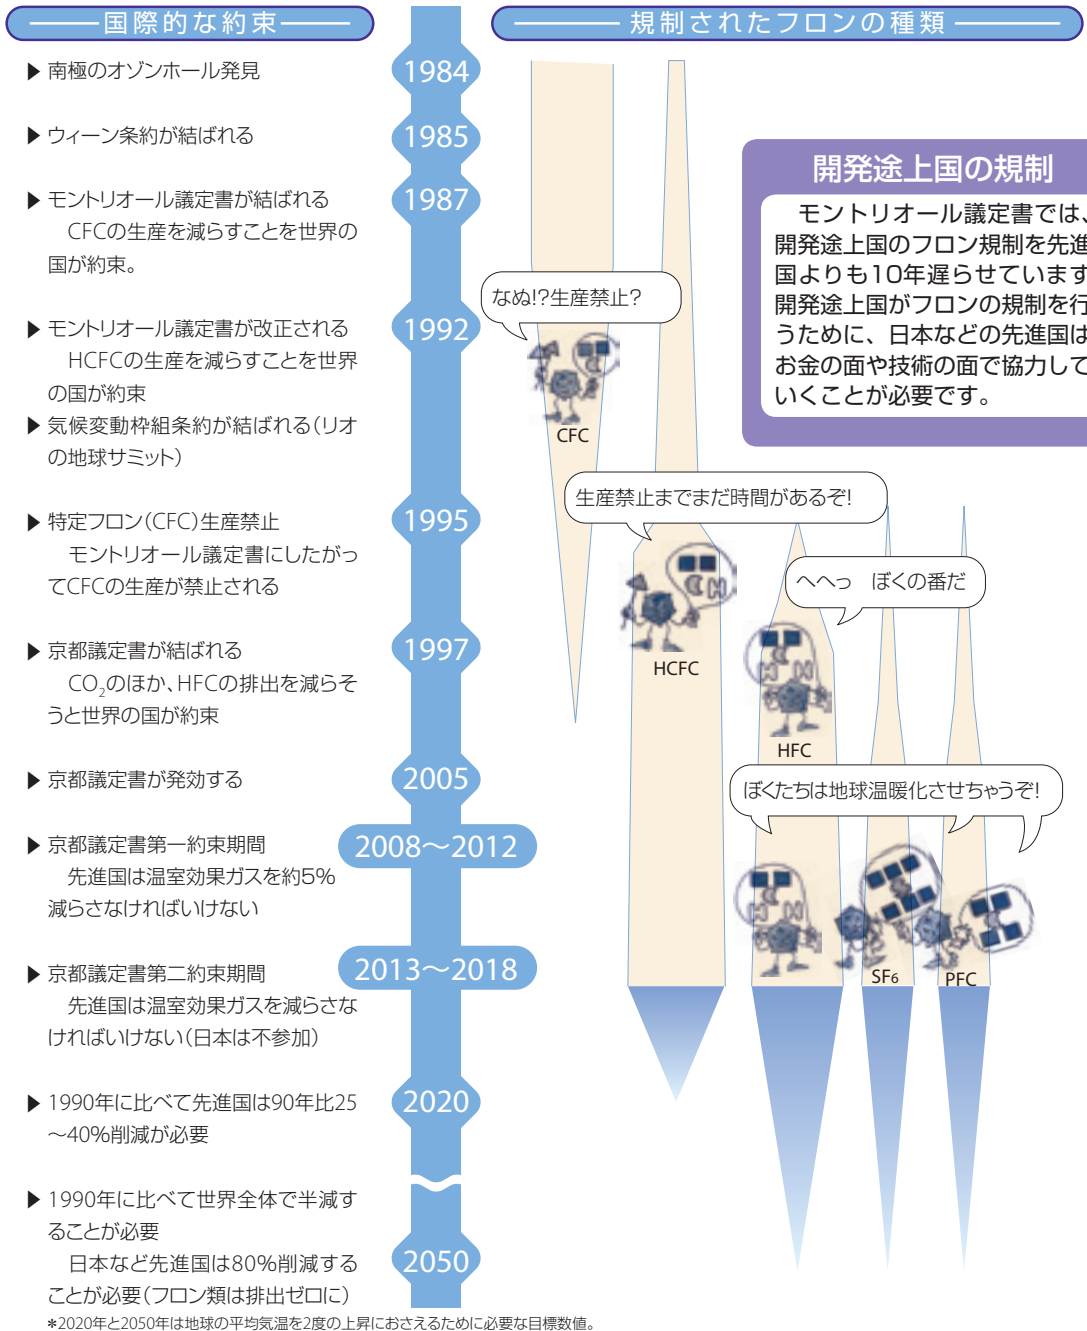 国際的な約束
▶ 南極のオゾンホール発見
1984
▶ ウィーン条約が結ばれる
1985
▶ モントリオール議定書が結ばれる
CFCの生産を減らすことを世界の
国が約束。
1987
▶ モントリオール議定書が改正される
HCFCの生産を減らすことを世界
の国が約束
▶ 気候変動枠組条約が結ばれる(リオ
の地球サミット)
1992
▶ 特定フロン(CFC)生産禁止
モントリオール議定書にしたがっ
てCFCの生産が禁止される
1995
▶ 京都議定書が結ばれる
CO₂のほか、HFCの排出を減らそ
うと世界の国が約束
1997
▶ 京都議定書が発効する
2005
▶ 京都議定書第一約束期間
先進国は温室効果ガスを約5%
減らさなければいけない
2008〜2012
▶ 京都議定書第二約束期間
先進国は温室効果ガスを減らさな
ければいけない(日本は不参加)
2013〜2018
▶ 1990年に比べて先進国は90年比25
〜40%削減が必要
2020
▶ 1990年に比べて世界全体で半減す
ることが必要
日本など先進国は80%削減する
ことが必要(フロン類は排出ゼロに)
2050
*2020年と2050年は地球の平均気温を2度の上昇におさえるために必要な目標数値。
規制されたフロンの種類
開発途上国の規制
モントリオール議定書では、
開発途上国のフロン規制を先進
国よりも10年遅らせています
開発途上国がフロンの規制を行
うために、日本などの先進国は
お金の面や技術の面で協力して
いくことが必要です。
なぬ!?生産禁止?
CFC
生産禁止までまだ時間があるぞ!
HCFC
へへっ ぼくの番だ
HFC
ぼくたちは地球温暖化させちゃうぞ!
SF6
PFC